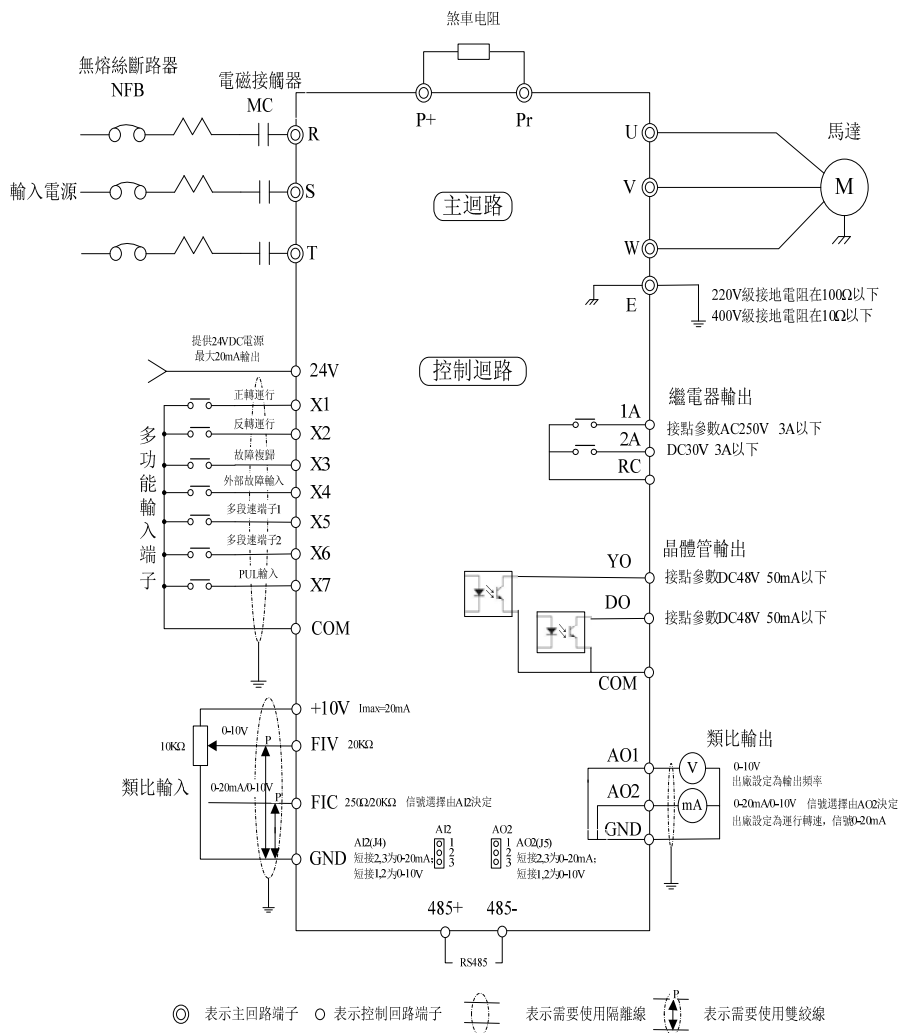 煞車电阻
無熔絲斷路器
NFB
電磁接觸器
MC
P+
Pr
R
U
馬達
輸入電源
S
主迴路
V
M
T
W
E
220V級接地電阻在100Ω以下
400V級接地電阻在10Ω以下
提供24VDC電源
最大20mA輸出
24V
控制迴路
多功能輸入端子
正轉運行
X1
反轉運行
X2
故障複歸
X3
外部故障輸入
X4
多段速端子1
X5
多段速端子2
X6
PUL輸入
X7
COM
繼電器輸出
1A
接點參數AC250V 3A以下
2A
DC30V 3A以下
RC
晶體管輸出
YO
接點參數DC48V 50mA以下
DO
接點參數DC48V 50mA以下
COM
+10V Imax=20mA
10KΩ
0-10V
P
FIV 20KΩ
類比輸入
0-20mA/0-10V
P
FIC 250Ω/20KΩ 信號選擇由AI2決定
GND
AI2(J4)
短接2,3为0-20mA;
短接1,2为0-10V
AI2
1
2
3
AO2
1
2
3
AO2(J5)
短接2,3为0-20mA;
短接1,2为0-10V
類比輸出
AO1
V
0-10V
出廠設定為輸出頻率
AO2
mA
0-20mA/0-10V 信號選擇由AO2決定
出廠設定為運行轉速，信號0-20mA
GND
485+
485-
RS485
表示主回路端子
表示控制回路端子
表示需要使用隔離線
P
表示需要使用雙絞線